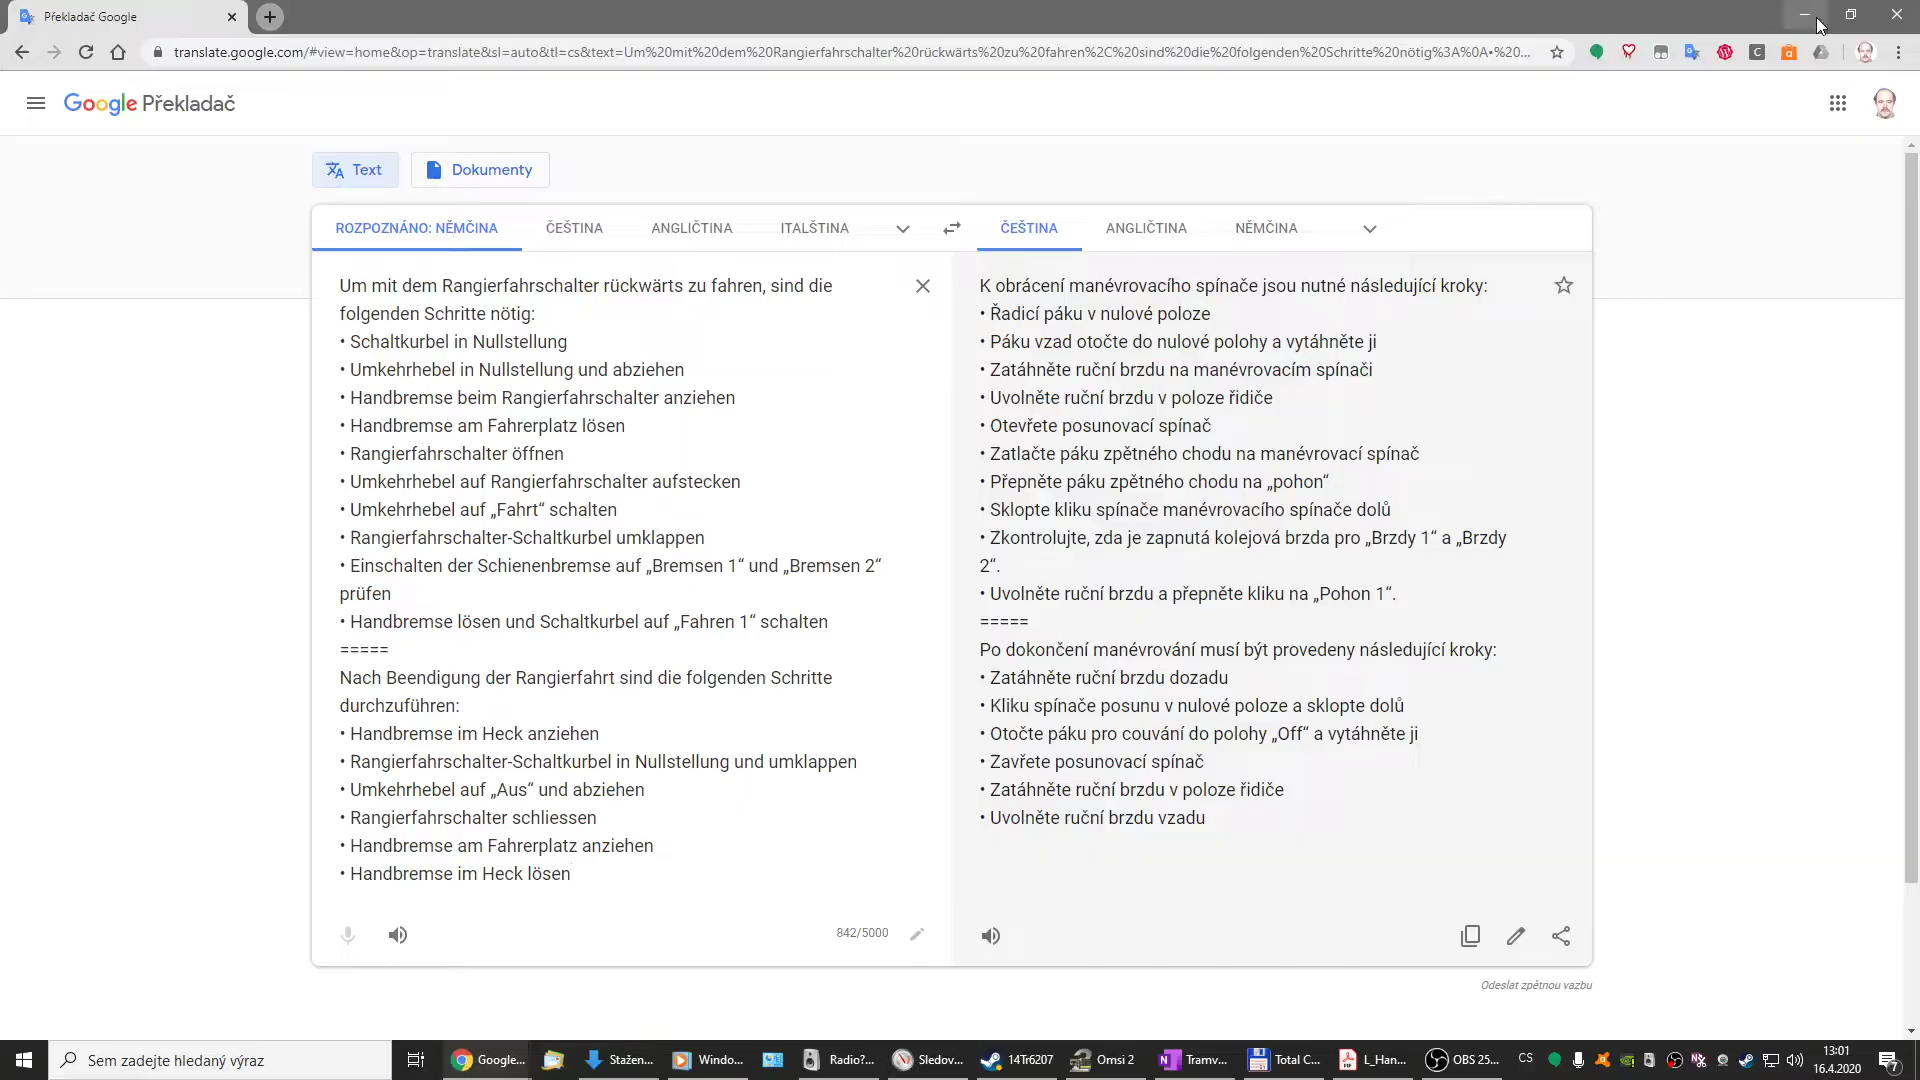 Překladač Google
translate.google.com/#view=home&op=translate&sl=auto&tl=cs&text=Um%20mit%20dem%20Rangierfahrschalter%20rückwärts%20zu%20fahren%2C%20sind%20die%20folgenden%20Schritte%20nötig%3A%0A•%20...
Google Překladač
Text
Dokumenty
ROZPOZNÁNO: NĚMČINA
ČEŠTINA
ANGLIČTINA
ITALŠTINA
ČEŠTINA
ANGLIČTINA
NĚMČINA
Um mit dem Rangierfahrschalter rückwärts zu fahren, sind die
folgenden Schritte nötig:
• Schaltkurbel in Nullstellung
• Umkehrhebel in Nullstellung und abziehen
• Handbremse beim Rangierfahrschalter anziehen
• Handbremse am Fahrerplatz lösen
• Rangierfahrschalter öffnen
• Umkehrhebel auf Rangierfahrschalter aufstecken
• Umkehrhebel auf „Fahrt“ schalten
• Rangierfahrschalter-Schaltkurbel umklappen
• Einschalten der Schienenbremse auf „Bremsen 1“ und „Bremsen 2“
prüfen
• Handbremse lösen und Schaltkurbel auf „Fahren 1“ schalten
=====
Nach Beendigung der Rangierfahrt sind die folgenden Schritte
durchzuführen:
• Handbremse im Heck anziehen
• Rangierfahrschalter-Schaltkurbel in Nullstellung und umklappen
• Umkehrhebel auf „Aus“ und abziehen
• Rangierfahrschalter schliessen
• Handbremse am Fahrerplatz anziehen
• Handbremse im Heck lösen
842/5000
K obrácení manévrovacího spínače jsou nutné následující kroky:
• Řadicí páku v nulové poloze
• Páku vzad otočte do nulové polohy a vytáhněte ji
• Zatáhněte ruční brzdu na manévrovacím spínači
• Uvolněte ruční brzdu v poloze řidiče
• Otevřete posunovací spínač
• Zatlačte páku zpětného chodu na manévrovací spínač
• Přepněte páku zpětného chodu na „pohon“
• Sklopte kliku spínače manévrovacího spínače dolů
• Zkontrolujte, zda je zapnutá kolejová brzda pro „Brzdy 1“ a „Brzdy
2“.
• Uvolněte ruční brzdu a přepněte kliku na „Pohon 1“.
=====
Po dokončení manévrování musí být provedeny následující kroky:
• Zatáhněte ruční brzdu dozadu
• Kliku spínače posunu v nulové poloze a sklopte dolů
• Otočte páku pro couvání do polohy „Off“ a vytáhněte ji
• Zavřete posunovací spínač
• Zatáhněte ruční brzdu v poloze řidiče
• Uvolněte ruční brzdu vzadu
Odeslat zpětnou vazbu
Sem zadejte hledaný výraz
Google...
Stažen...
Windo...
Radio?...
Sledov...
14Tr6207
Omsi 2
Tramv...
Total C...
L_Han...
OBS 25...
CS
13:01
16.4.2020
7